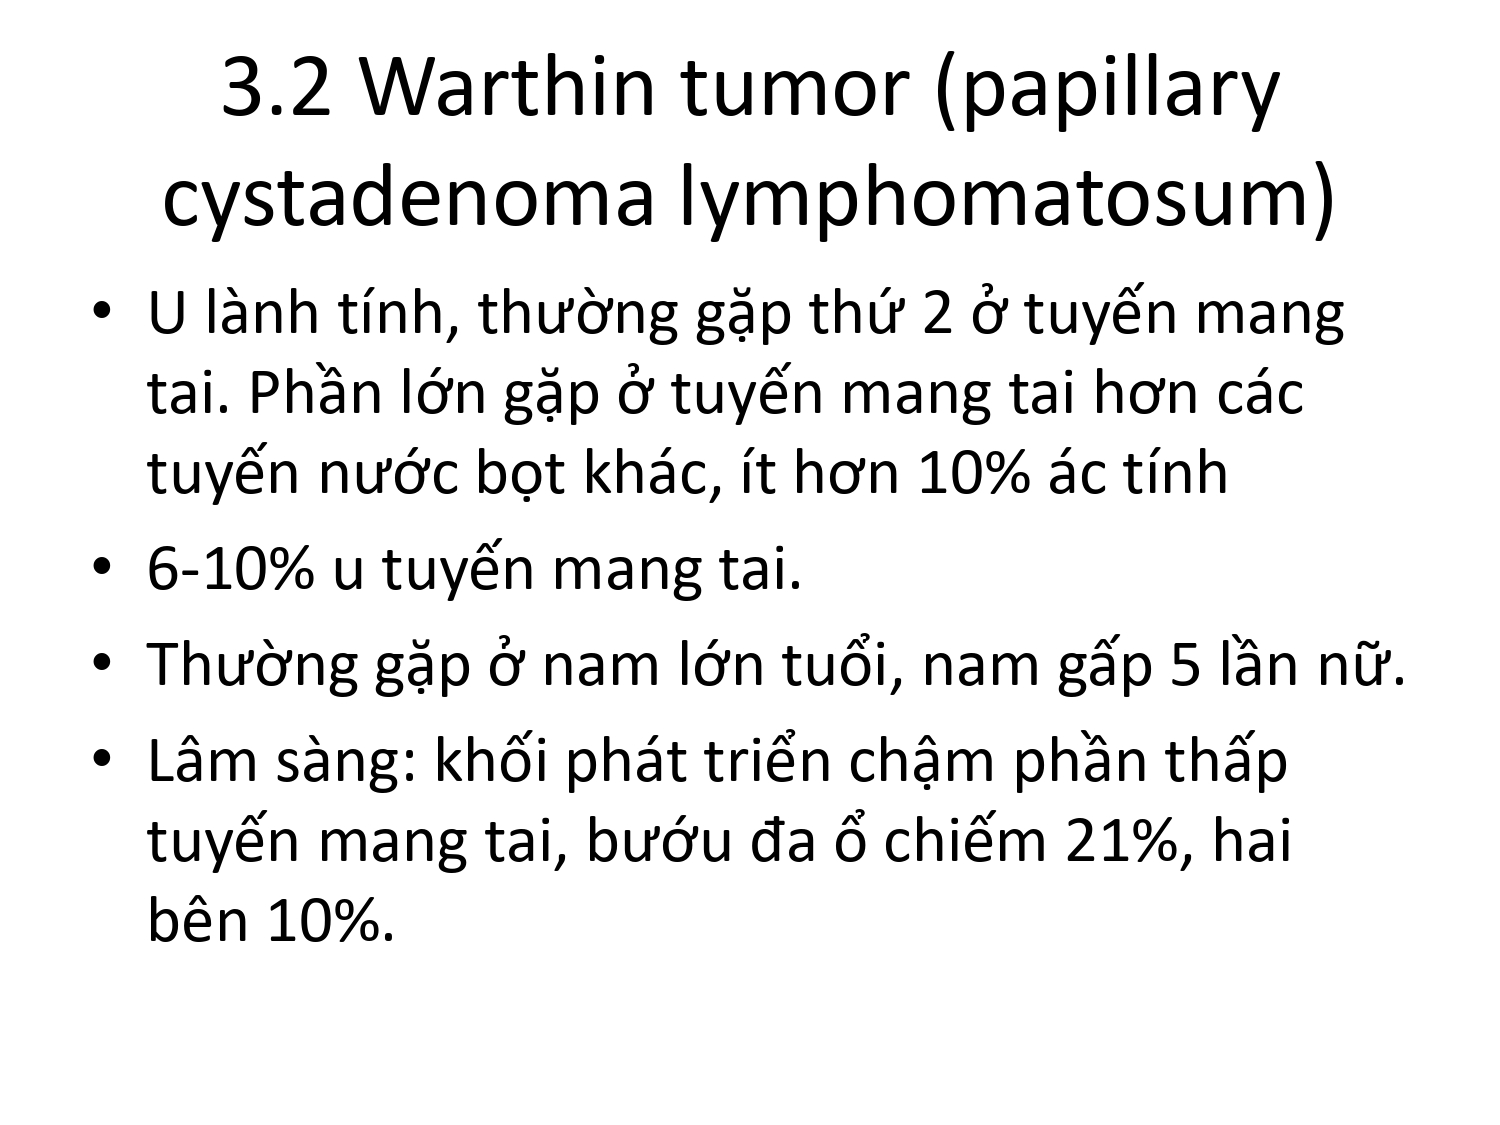 3.2 Warthin tumor (papillary
cystadenoma lymphomatosum)
• U lành tính, thường gặp thứ 2 ở tuyến mang
tai. Phần lớn gặp ở tuyến mang tai hơn các
tuyến nước bọt khác, ít hơn 10% ác tính
• 6-10% u tuyến mang tai.
• Thường gặp ở nam lớn tuổi, nam gấp 5 lần nữ.
• Lâm sàng: khối phát triển chậm phần thấp
tuyến mang tai, bướu đa ổ chiếm 21%, hai
bên 10%.